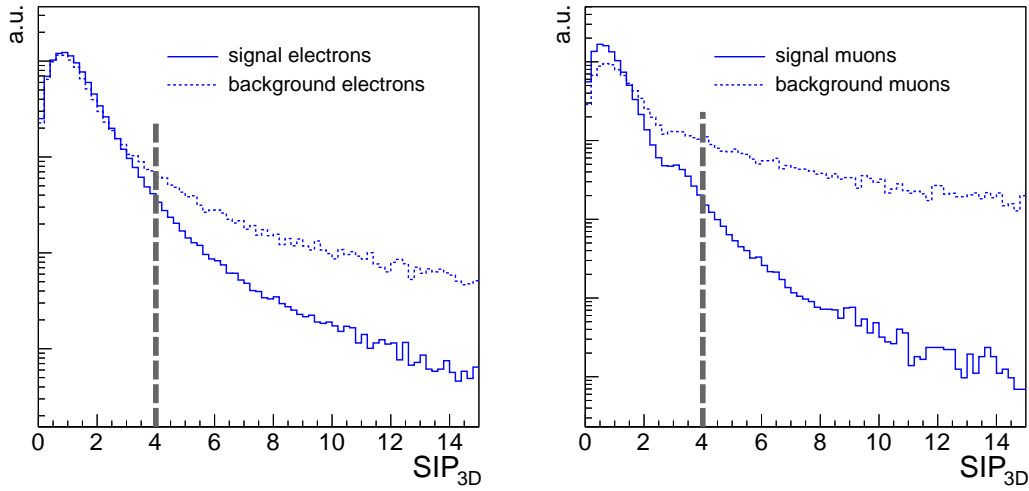 a.u.
signal electrons
background electrons
0 2 4 6 8 10 12 14
SIP3D
a.u.
signal muons
background muons
0 2 4 6 8 10 12 14
SIP3D